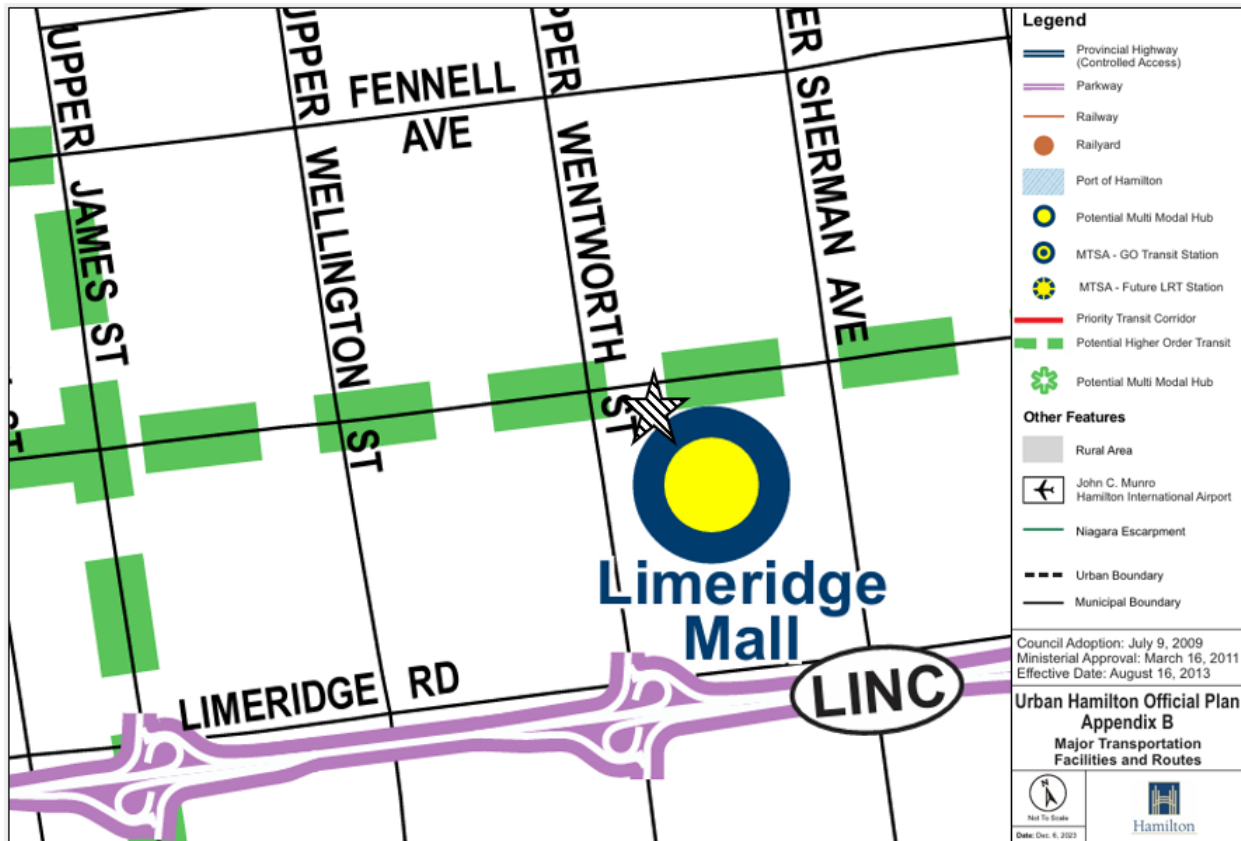 UPPER
JAMES ST
UPPER
WELLINGTON
ST
PPER
WENTWORTH
ST
ER
SHERMAN AVE
FENNELL
AVE
ST
Limeridge
Mall
LIMERIDGE RD
LINC
Legend
Provincial Highway
(Controlled Access)
Parkway
Railway
Railyard
Port of Hamilton
Potential Multi Modal Hub
MTSA - GO Transit Station
MTSA - Future LRT Station
Priority Transit Corridor
Potential Higher Order Transit
Potential Multi Modal Hub
Other Features
Rural Area
John C. Munro
Hamilton International Airport
Niagara Escarpment
Urban Boundary
Municipal Boundary
Council Adoption: July 9, 2009
Ministerial Approval: March 16, 2011
Effective Date: August 16, 2013
Urban Hamilton Official Plan
Appendix B
Major Transportation
Facilities and Routes
N
Not To Scale
Date: Dec. 6, 2023
Hamilton